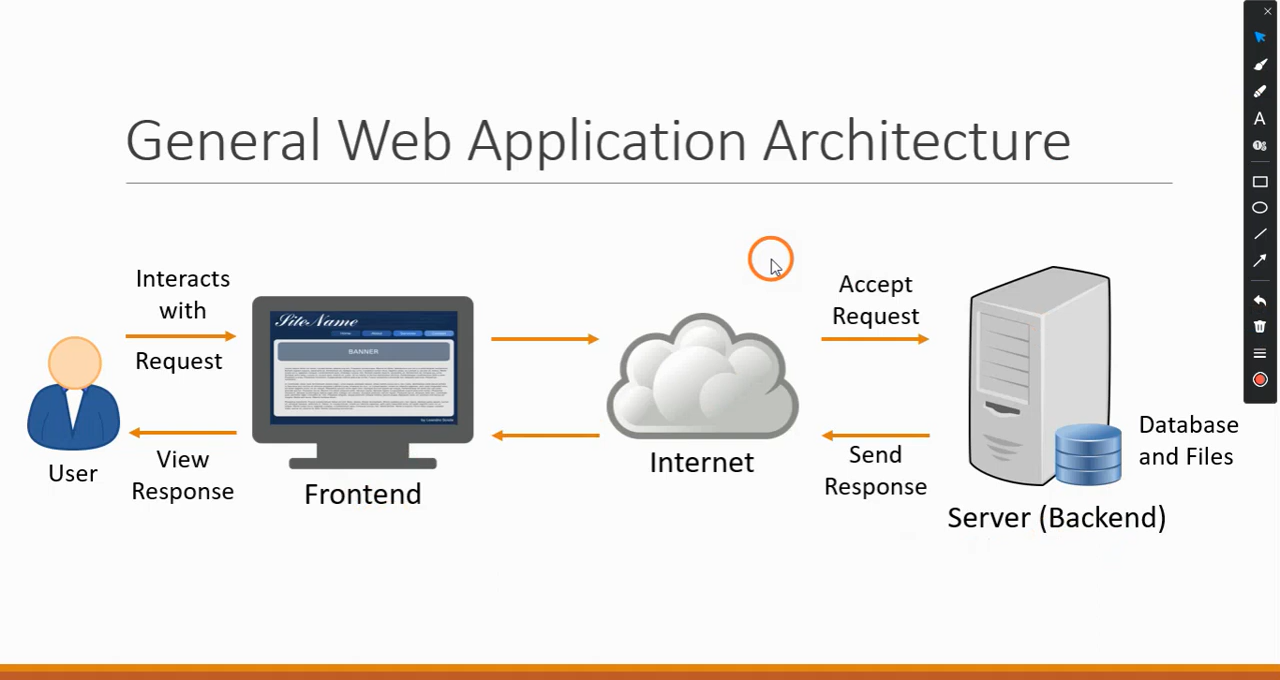 General Web Application Architecture
Interacts
with
Request
View
Response
User
SiteName
BANNER
Frontend
Internet
Accept
Request
Send
Response
Database
and Files
Server (Backend)
A